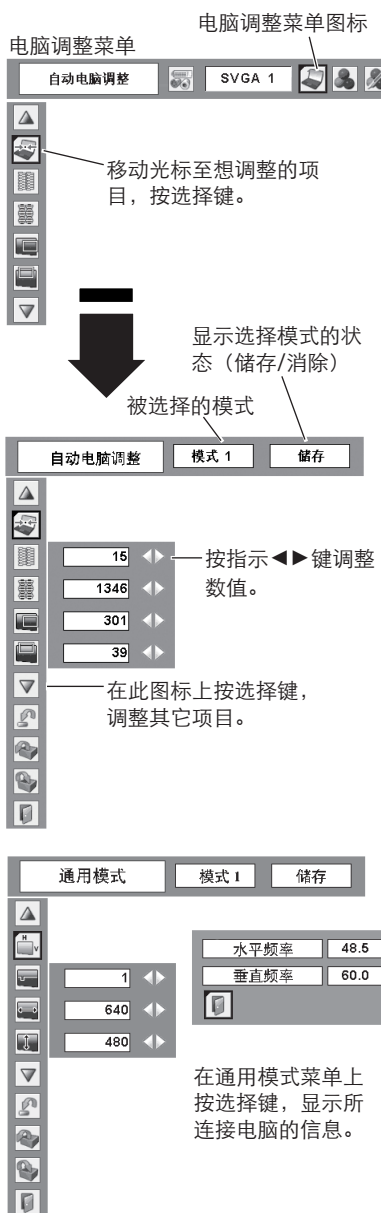 电脑调整菜单图标
电脑调整菜单
自动电脑调整 SVGA 1
移动光标至想调整的项
目，按选择键。
显示选择模式的状
态（储存/消除）
被选择的模式
自动电脑调整 模式 1 储存
15
1346
301
39
按指示◀▶键调整
数值。
在此图标上按选择键，
调整其它项目。
通用模式 模式 1 储存
H
V
1
640
480
水平频率 48.5
垂直频率 60.0
在通用模式菜单上
按选择键，显示所
连接电脑的信息。